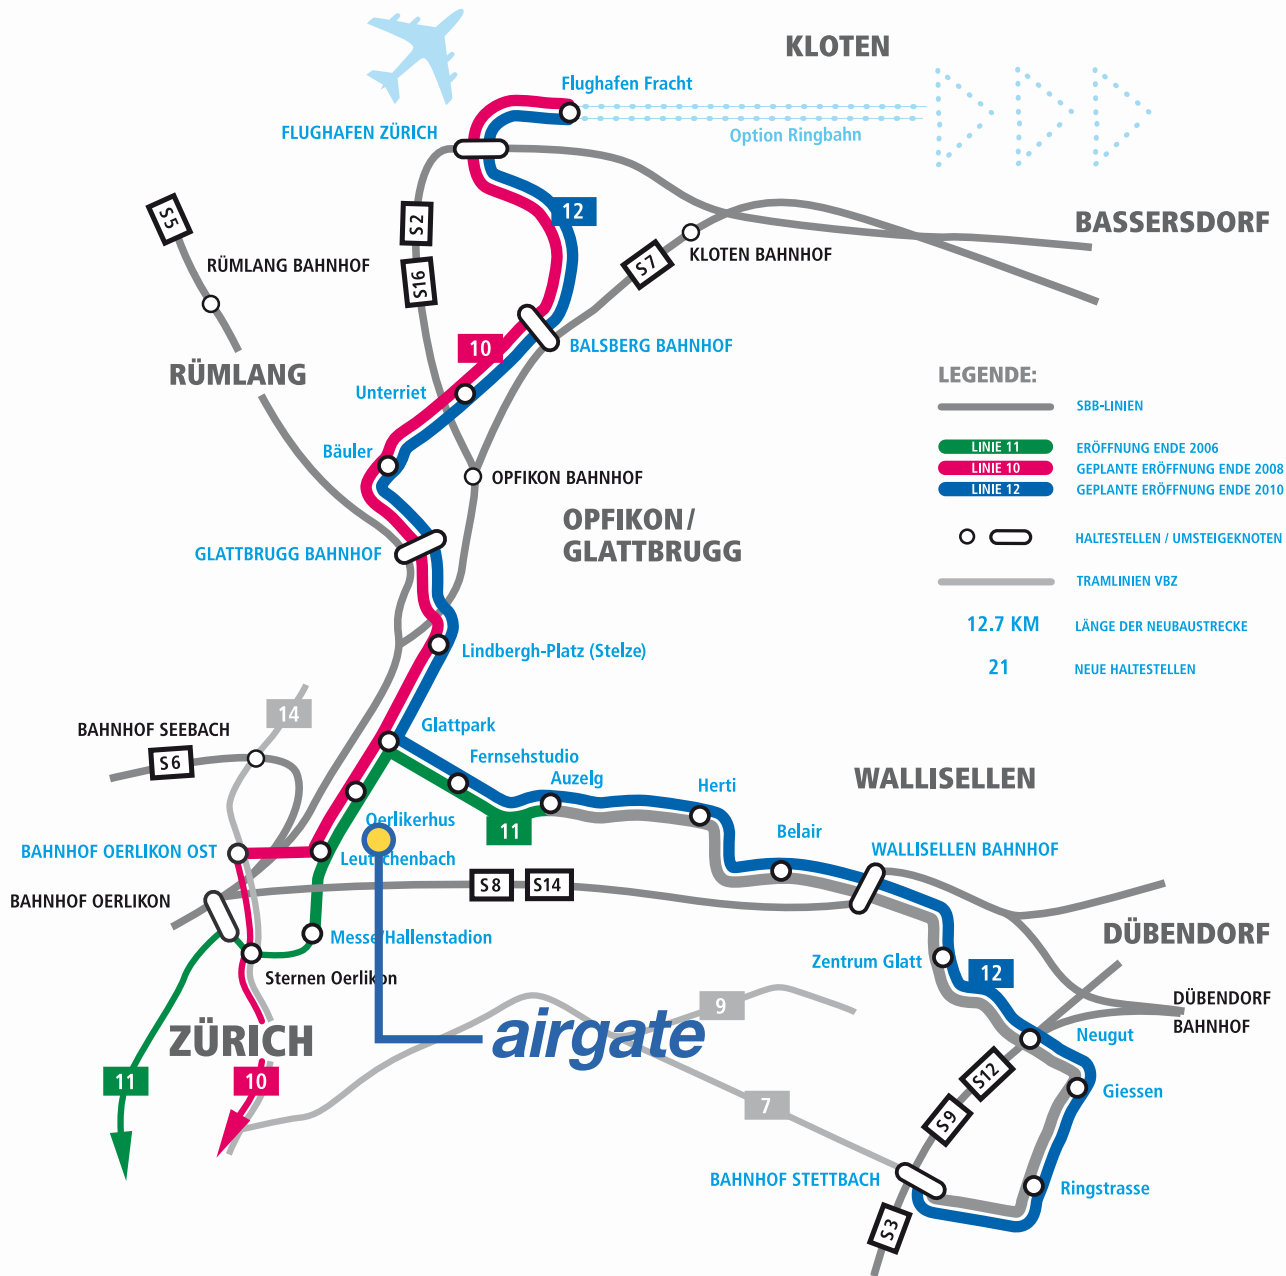 KLOTEN
Flughafen Fracht
FLUGHAFEN ZÜRICH
Option Ringbahn
12
S5
S2
BASSERSDORF
KLOTEN BAHNHOF
RÜMLANG BAHNHOF
S7
S16
10
BALSBERG BAHNHOF
RÜMLANG
Unterriet
LEGENDE:
SBB-LINIEN
LINIE 11
ERÖFFNUNG ENDE 2006
LINIE 10
GEPLANTE ERÖFFNUNG ENDE 2008
LINIE 12
GEPLANTE ERÖFFNUNG ENDE 2010
HALTESTELLEN / UMSTEIGEKNOTEN
TRAMLINIEN VBZ
12.7 KM
LÄNGE DER NEUBAUSTRECKE
21
NEUE HALTESTELLEN
Bäuler
OPFIKON BAHNHOF
OPFIKON/
GLATTBRUGG
GLATTBRUGG BAHNHOF
Lindbergh-Platz (Stelze)
14
BAHNHOF SEEBACH
S6
Glattpark
Fernsehstudio
Auzelg
Herti
WALLISELLEN
Oerlikerhus
11
Belair
WALLISELLEN BAHNHOF
BAHNHOF OERLIKON OST
Leutschenbach
S8
S14
BAHNHOF OERLIKON
Messe/Hallenstadion
DÜBENDORF
Zentrum Glatt
12
Sternen Oerlikon
9
DÜBENDORF
BAHNHOF
ZÜRICH
airgate
Neugut
11
10
S12
Giessen
7
S9
BAHNHOF STETTBACH
Ringstrasse
S3